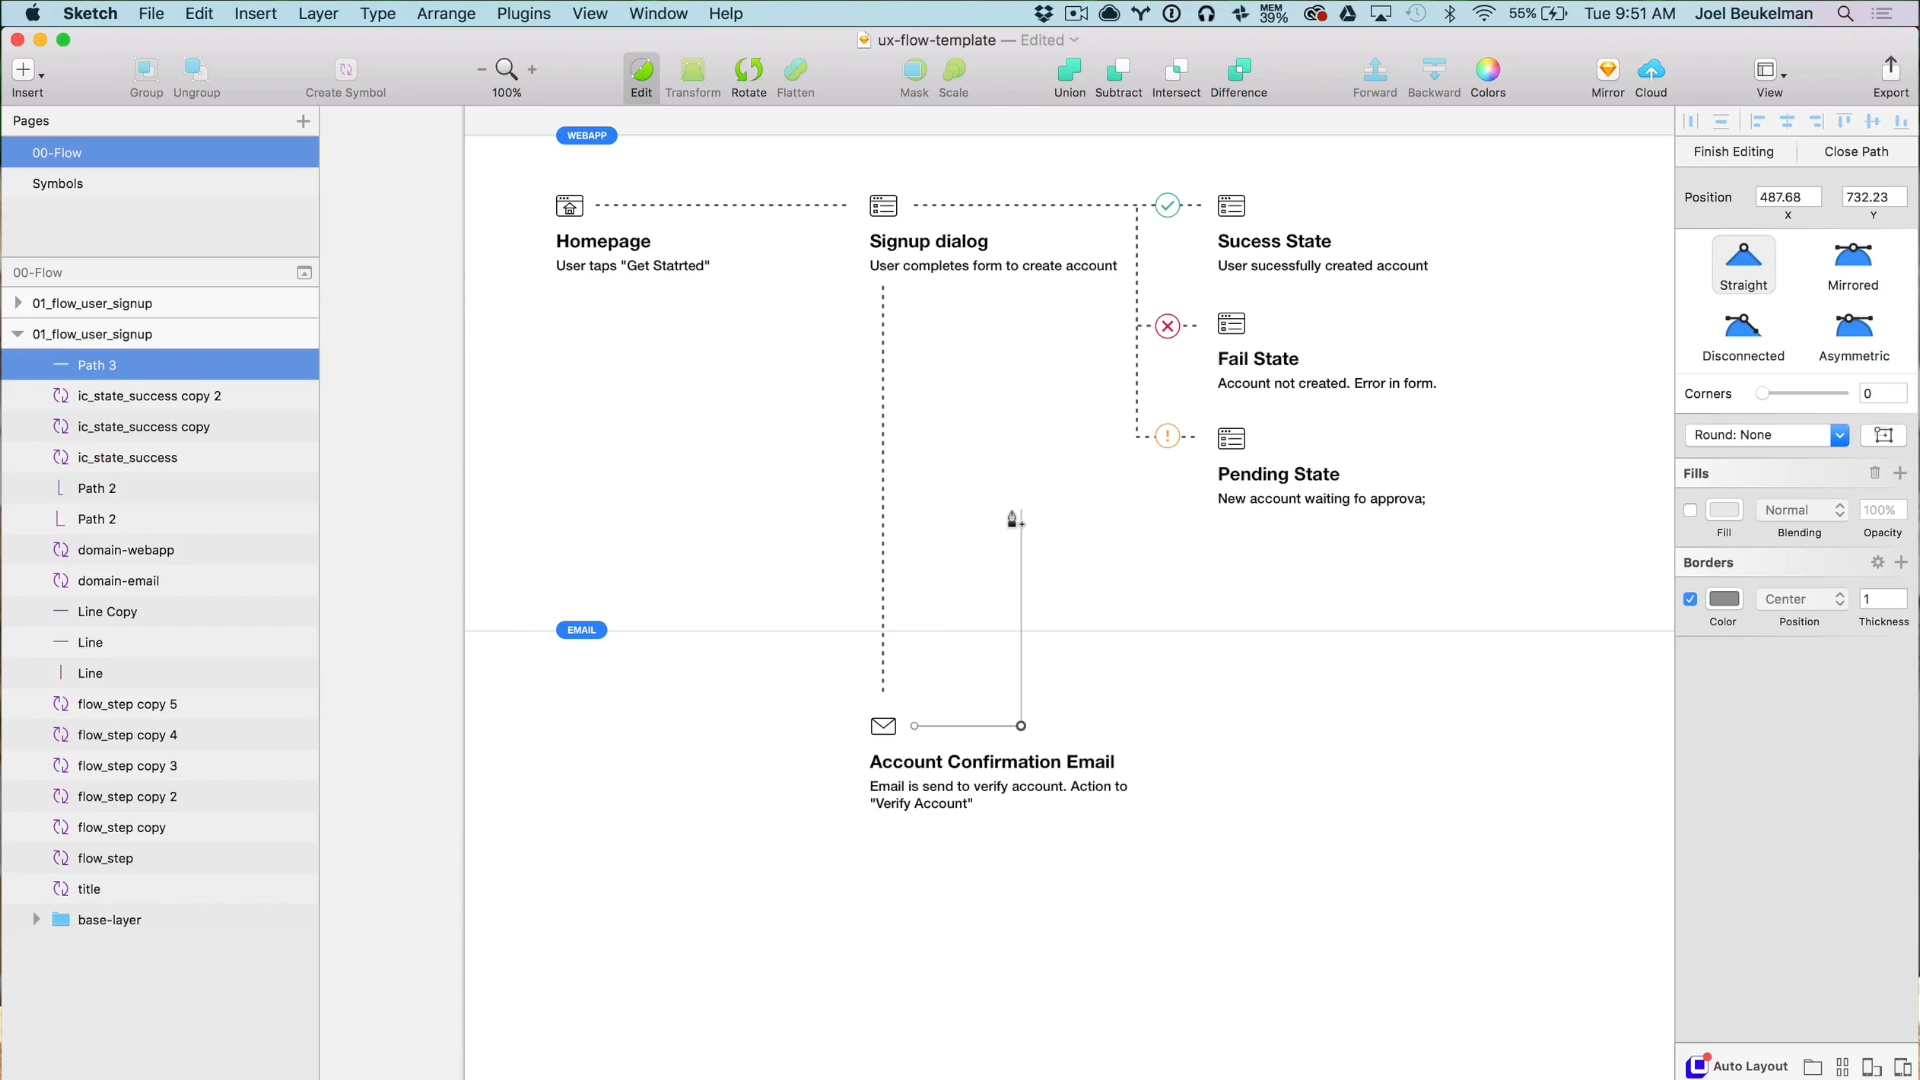 Sketch File Edit Insert Layer Type Arrange Plugins View Window Help MEM 39% 55% Tue 9:51 AM Joel Beukelman
ux-flow-template — Edited
Insert Group Ungroup Create Symbol 100% Edit Transform Rotate Flatten Mask Scale Union Subtract Intersect Difference Forward Backward Colors Mirror Cloud View Export
Pages
00-Flow
Symbols
00-Flow
01_flow_user_signup
01_flow_user_signup
Path 3
ic_state_success copy 2
ic_state_success copy
ic_state_success
Path 2
Path 2
domain-webapp
domain-email
Line Copy
Line
Line
flow_step copy 5
flow_step copy 4
flow_step copy 3
flow_step copy 2
flow_step copy
flow_step
title
base-layer
WEBAPP
Homepage
User taps "Get Statrted"
Signup dialog
User completes form to create account
Sucess State
User sucessfully created account
Fail State
Account not created. Error in form.
Pending State
New account waiting fo approva;
EMAIL
Account Confirmation Email
Email is send to verify account. Action to
"Verify Account"
Finish Editing Close Path
Position 487.68 732.23
X Y
Straight Mirrored
Disconnected Asymmetric
Corners 0
Round: None
Fills
Normal 100%
Fill Blending Opacity
Borders
Center 1
Color Position Thickness
Auto Layout